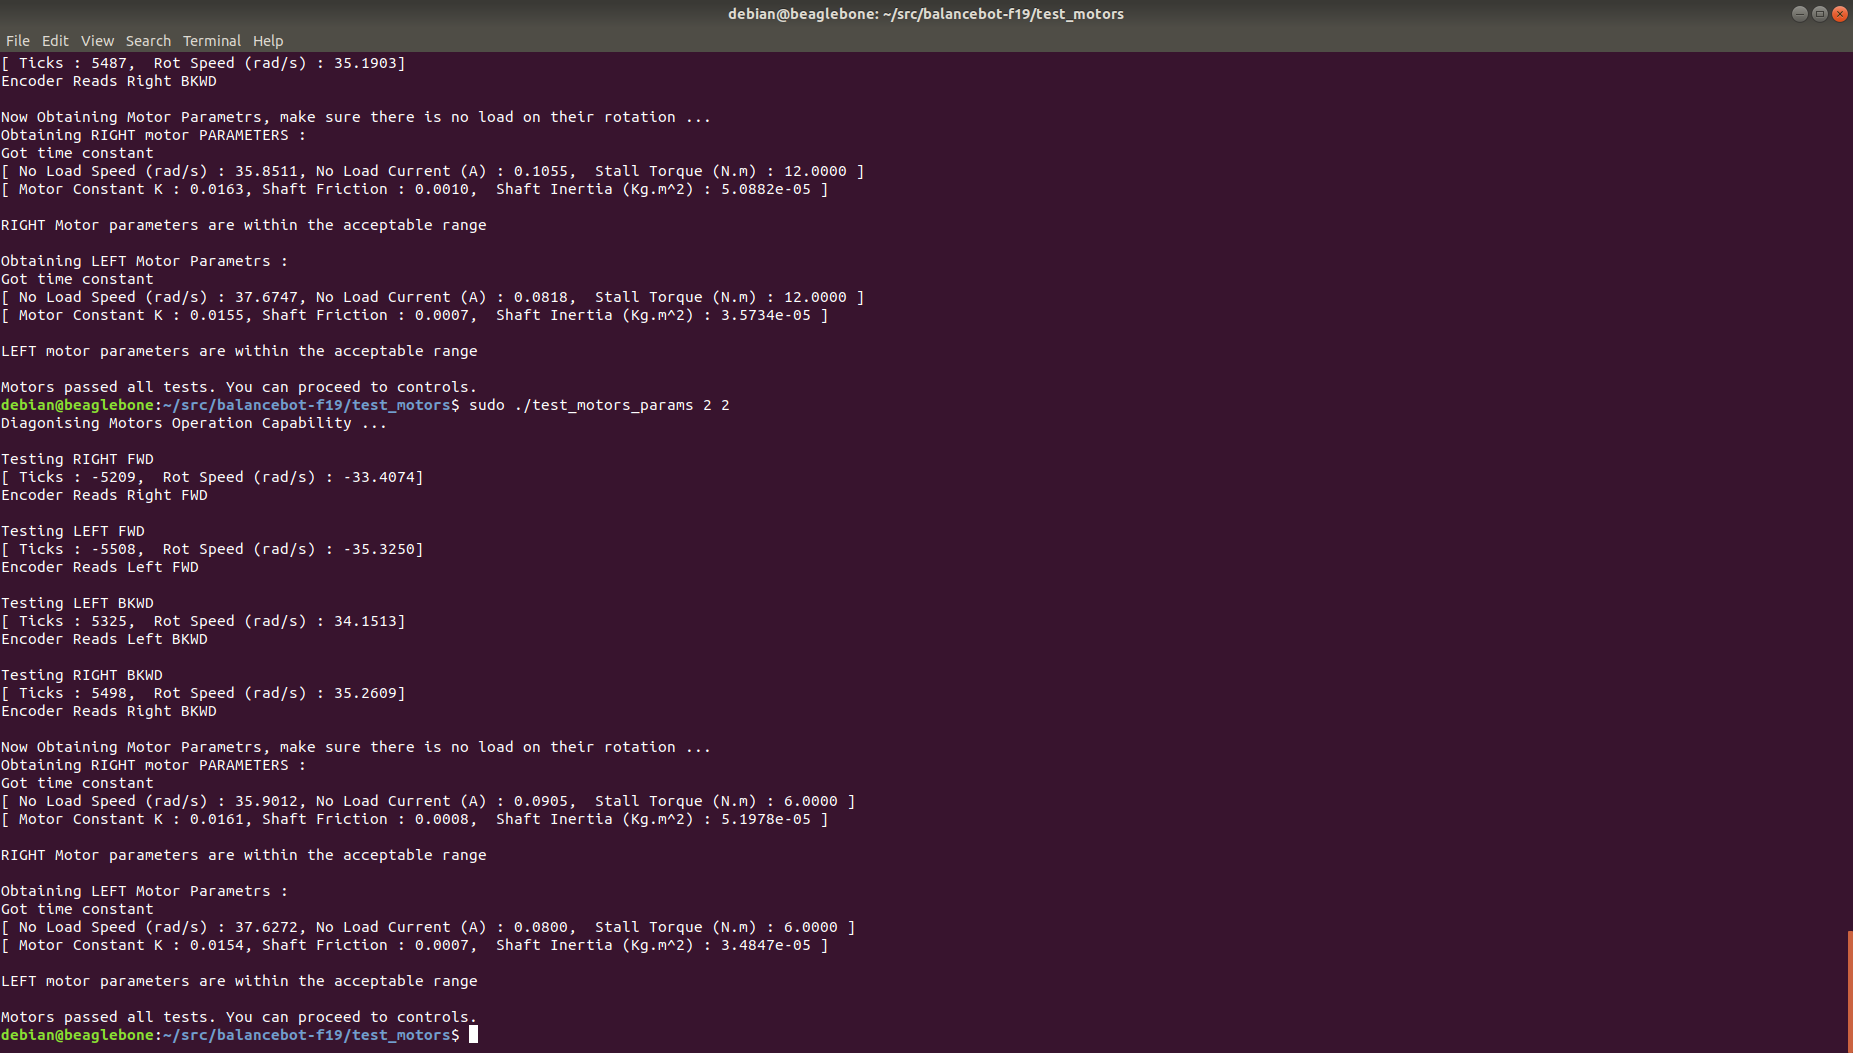 debian@beaglebone: ~/src/balancebot-f19/test_motors
File Edit View Search Terminal Help
[ Ticks : 5487,  Rot Speed (rad/s) : 35.1903]
Encoder Reads Right BKWD
Now Obtaining Motor Parametrs, make sure there is no load on their rotation ...
Obtaining RIGHT motor PARAMETERS :
Got time constant
[ No Load Speed (rad/s) : 35.8511, No Load Current (A) : 0.1055,  Stall Torque (N.m) : 12.0000 ]
[ Motor Constant K : 0.0163, Shaft Friction : 0.0010,  Shaft Inertia (Kg.m^2) : 5.0882e-05 ]
RIGHT Motor parameters are within the acceptable range
Obtaining LEFT Motor Parametrs :
Got time constant
[ No Load Speed (rad/s) : 37.6747, No Load Current (A) : 0.0818,  Stall Torque (N.m) : 12.0000 ]
[ Motor Constant K : 0.0155, Shaft Friction : 0.0007,  Shaft Inertia (Kg.m^2) : 3.5734e-05 ]
LEFT motor parameters are within the acceptable range
Motors passed all tests. You can proceed to controls.
debian@beaglebone:~/src/balancebot-f19/test_motors$ sudo ./test_motors_params 2 2
Diagonising Motors Operation Capability ...
Testing RIGHT FWD
[ Ticks : -5209,  Rot Speed (rad/s) : -33.4074]
Encoder Reads Right FWD
Testing LEFT FWD
[ Ticks : -5508,  Rot Speed (rad/s) : -35.3250]
Encoder Reads Left FWD
Testing LEFT BKWD
[ Ticks : 5325,  Rot Speed (rad/s) : 34.1513]
Encoder Reads Left BKWD
Testing RIGHT BKWD
[ Ticks : 5498,  Rot Speed (rad/s) : 35.2609]
Encoder Reads Right BKWD
Now Obtaining Motor Parametrs, make sure there is no load on their rotation ...
Obtaining RIGHT motor PARAMETERS :
Got time constant
[ No Load Speed (rad/s) : 35.9012, No Load Current (A) : 0.0905,  Stall Torque (N.m) : 6.0000 ]
[ Motor Constant K : 0.0161, Shaft Friction : 0.0008,  Shaft Inertia (Kg.m^2) : 5.1978e-05 ]
RIGHT Motor parameters are within the acceptable range
Obtaining LEFT Motor Parametrs :
Got time constant
[ No Load Speed (rad/s) : 37.6272, No Load Current (A) : 0.0800,  Stall Torque (N.m) : 6.0000 ]
[ Motor Constant K : 0.0154, Shaft Friction : 0.0007,  Shaft Inertia (Kg.m^2) : 3.4847e-05 ]
LEFT motor parameters are within the acceptable range
Motors passed all tests. You can proceed to controls.
debian@beaglebone:~/src/balancebot-f19/test_motors$